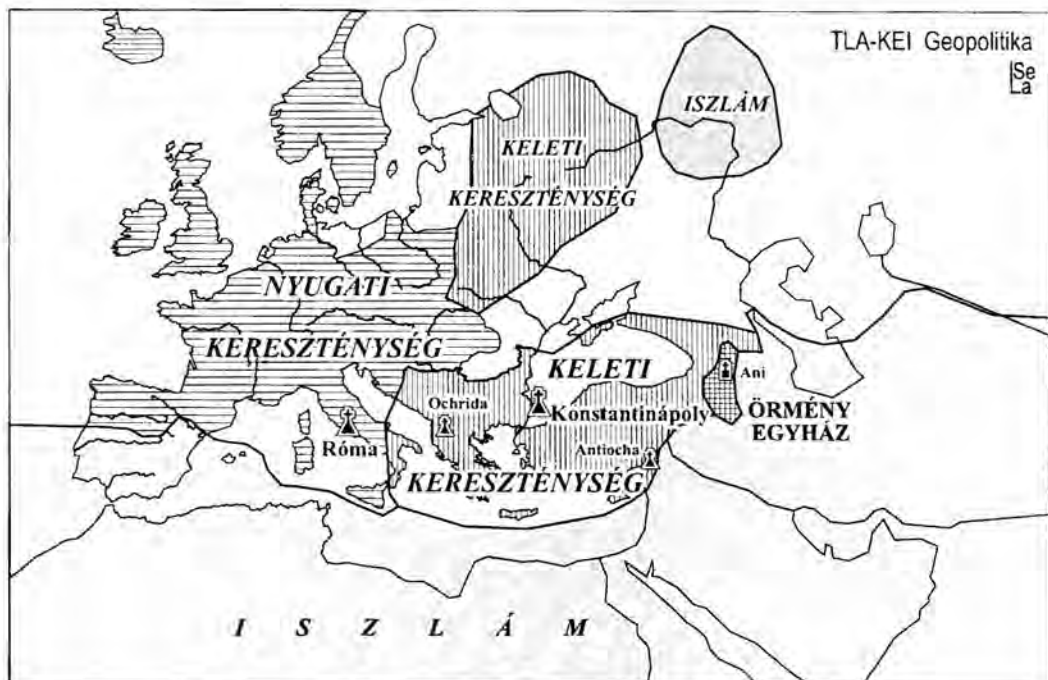 TLA-KEI Geopolitika
Se
La
ISZLÁM
KELETI
KERESZTÉNYSÉG
NYUGATI
KERESZTÉNYSÉG
KELETI
Ani
Ochrida
Konstantinápoly
ÖRMÉNY
EGYHÁZ
Róma
Antiocha
KERESZTÉNYSÉG
ISZLÁM